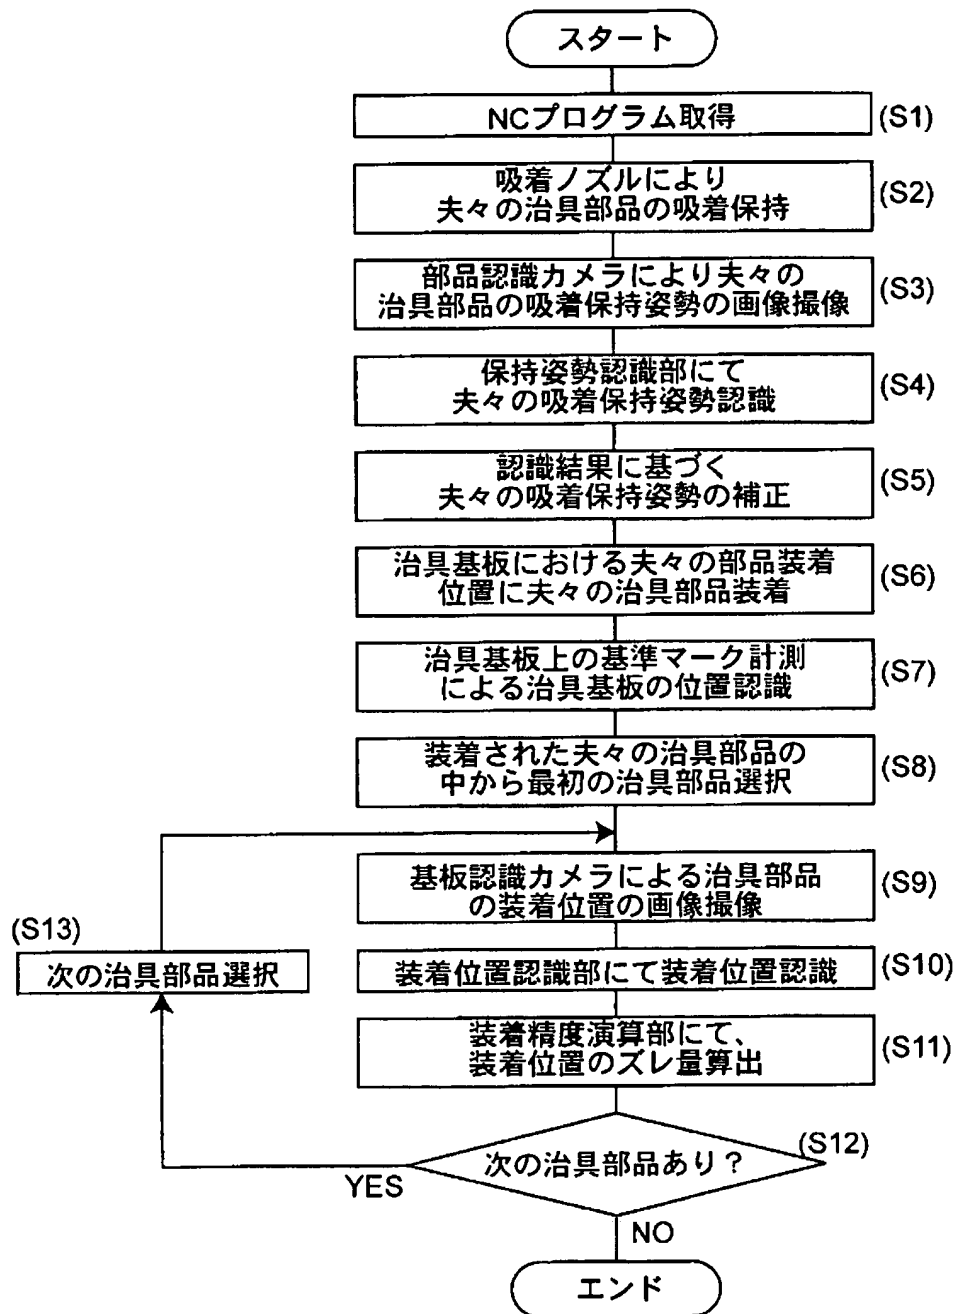 スタート
NCプログラム取得
(S1)
吸着ノズルにより
夫々の治具部品の吸着保持
(S2)
部品認識カメラにより夫々の
治具部品の吸着保持姿勢の画像撮像
(S3)
保持姿勢認識部にて
夫々の吸着保持姿勢認識
(S4)
認識結果に基づく
夫々の吸着保持姿勢の補正
(S5)
治具基板における夫々の部品装着
位置に夫々の治具部品装着
(S6)
治具基板上の基準マーク計測
による治具基板の位置認識
(S7)
装着された夫々の治具部品の
中から最初の治具部品選択
(S8)
基板認識カメラによる治具部品
の装着位置の画像撮像
(S9)
(S13)
次の治具部品選択
装着位置認識部にて装着位置認識
(S10)
装着精度演算部にて、
装着位置のズレ量算出
(S11)
次の治具部品あり？
(S12)
YES
NO
エンド